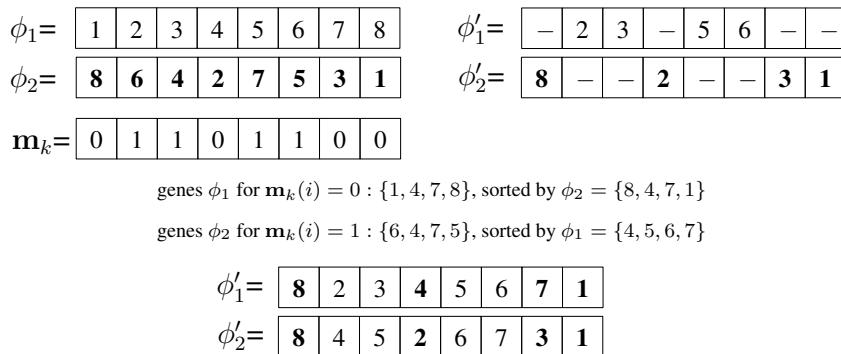 ϕ₁= 1 2 3 4 5 6 7 8 ϕ′₁= – 2 3 – 5 6 – –
ϕ₂= 8 6 4 2 7 5 3 1 ϕ′₂= 8 – – 2 – – 3 1
mₖ= 0 1 1 0 1 1 0 0
genes ϕ₁ for mₖ(i) = 0 : {1, 4, 7, 8}, sorted by ϕ₂ = {8, 4, 7, 1}
genes ϕ₂ for mₖ(i) = 1 : {6, 4, 7, 5}, sorted by ϕ₁ = {4, 5, 6, 7}
ϕ′₁= 8 2 3 4 5 6 7 1
ϕ′₂= 8 4 5 2 6 7 3 1